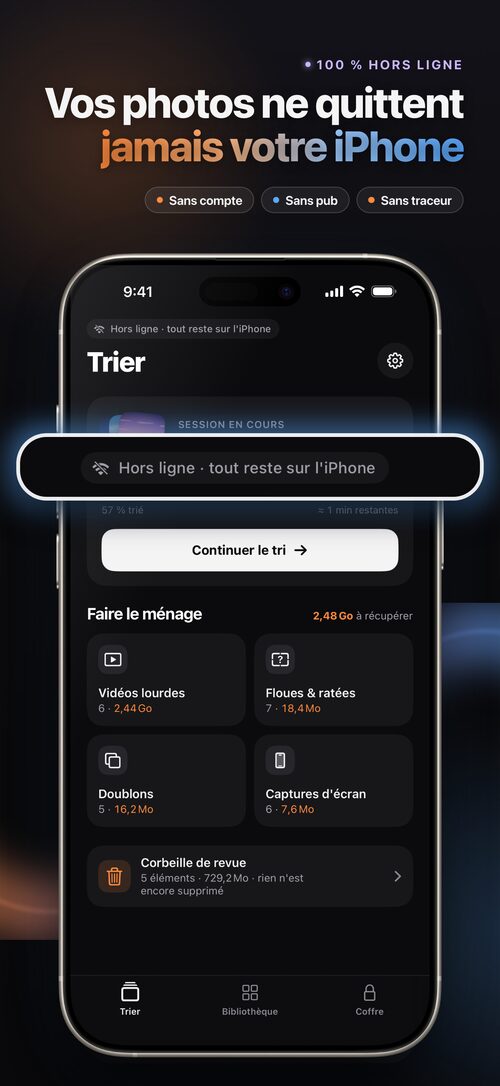 100 % HORS LIGNE
Vos photos ne quittent
jamais votre iPhone
Sans compte
Sans pub
Sans traceur
9:41
Hors ligne · tout reste sur l'iPhone
Trier
SESSION EN COURS
Hors ligne · tout reste sur l'iPhone
57 % trié
≈ 1 min restantes
Continuer le tri →
Faire le ménage
2,48 Go à récupérer
Vidéos lourdes
6 · 2,44 Go
Floues & ratées
7 · 18,4 Mo
Doublons
5 · 16,2 Mo
Captures d'écran
6 · 7,6 Mo
Corbeille de revue
5 éléments · 729,2 Mo · rien n'est
encore supprimé
Trier
Bibliothèque
Coffre